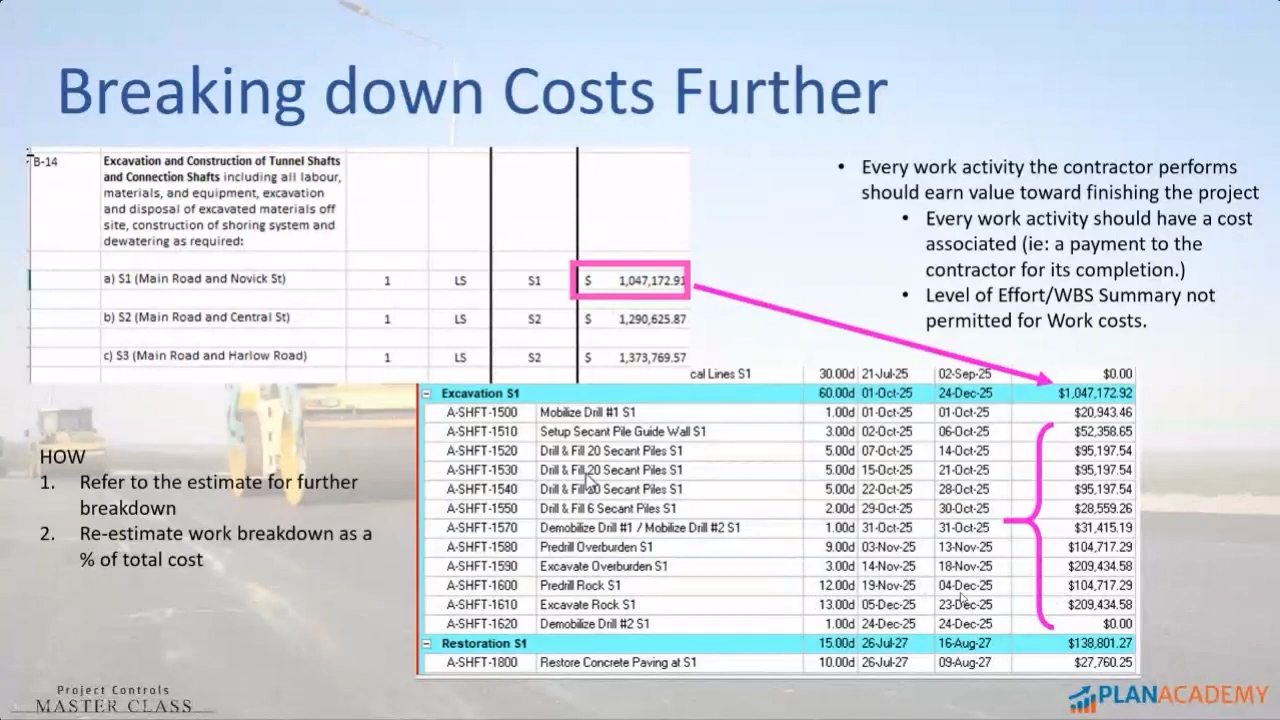 Breaking down Costs Further
B-14
Excavation and Construction of Tunnel Shafts
and Connection Shafts including all labour,
materials, and equipment, excavation
and disposal of excavated materials off
site, construction of shoring system and
dewatering as required:
a) S1 (Main Road and Novick St) 1 LS S1 $ 1,047,172.91
b) S2 (Main Road and Central St) 1 LS S2 $ 1,290,625.87
c) S3 (Main Road and Harlow Road) 1 LS S2 $ 1,373,769.57
• Every work activity the contractor performs
should earn value toward finishing the project
• Every work activity should have a cost
associated (ie: a payment to the
contractor for its completion.)
• Level of Effort/WBS Summary not
permitted for Work costs.
cal Lines S1 30.00d 21-Jul-25 02-Sep-25 $0.00
Excavation S1 60.00d 01-Oct-25 24-Dec-25 $1,047,172.92
A-SHFT-1500 Mobilize Drill #1 S1 1.00d 01-Oct-25 01-Oct-25 $20,943.46
A-SHFT-1510 Setup Secant Pile Guide Wall S1 3.00d 02-Oct-25 06-Oct-25 $52,358.65
A-SHFT-1520 Drill & Fill 20 Secant Piles S1 5.00d 07-Oct-25 14-Oct-25 $95,197.54
A-SHFT-1530 Drill & Fill 20 Secant Piles S1 5.00d 15-Oct-25 21-Oct-25 $95,197.54
A-SHFT-1540 Drill & Fill 20 Secant Piles S1 5.00d 22-Oct-25 28-Oct-25 $95,197.54
A-SHFT-1550 Drill & Fill 6 Secant Piles S1 2.00d 29-Oct-25 30-Oct-25 $28,559.26
A-SHFT-1570 Demobilize Drill #1 / Mobilize Drill #2 S1 1.00d 31-Oct-25 31-Oct-25 $31,415.19
A-SHFT-1580 Predrill Overburden S1 9.00d 03-Nov-25 13-Nov-25 $104,717.29
A-SHFT-1590 Excavate Overburden S1 3.00d 14-Nov-25 18-Nov-25 $209,434.58
A-SHFT-1600 Predrill Rock S1 12.00d 19-Nov-25 04-Dec-25 $104,717.29
A-SHFT-1610 Excavate Rock S1 13.00d 05-Dec-25 23-Dec-25 $209,434.58
A-SHFT-1620 Demobilize Drill #2 S1 1.00d 24-Dec-25 24-Dec-25 $0.00
Restoration S1 15.00d 26-Jul-27 16-Aug-27 $138,801.27
A-SHFT-1800 Restore Concrete Paving at S1 10.00d 26-Jul-27 09-Aug-27 $27,760.25
HOW
1. Refer to the estimate for further
breakdown
2. Re-estimate work breakdown as a
% of total cost
Project Controls
MASTER CLASS
PLANACADEMY